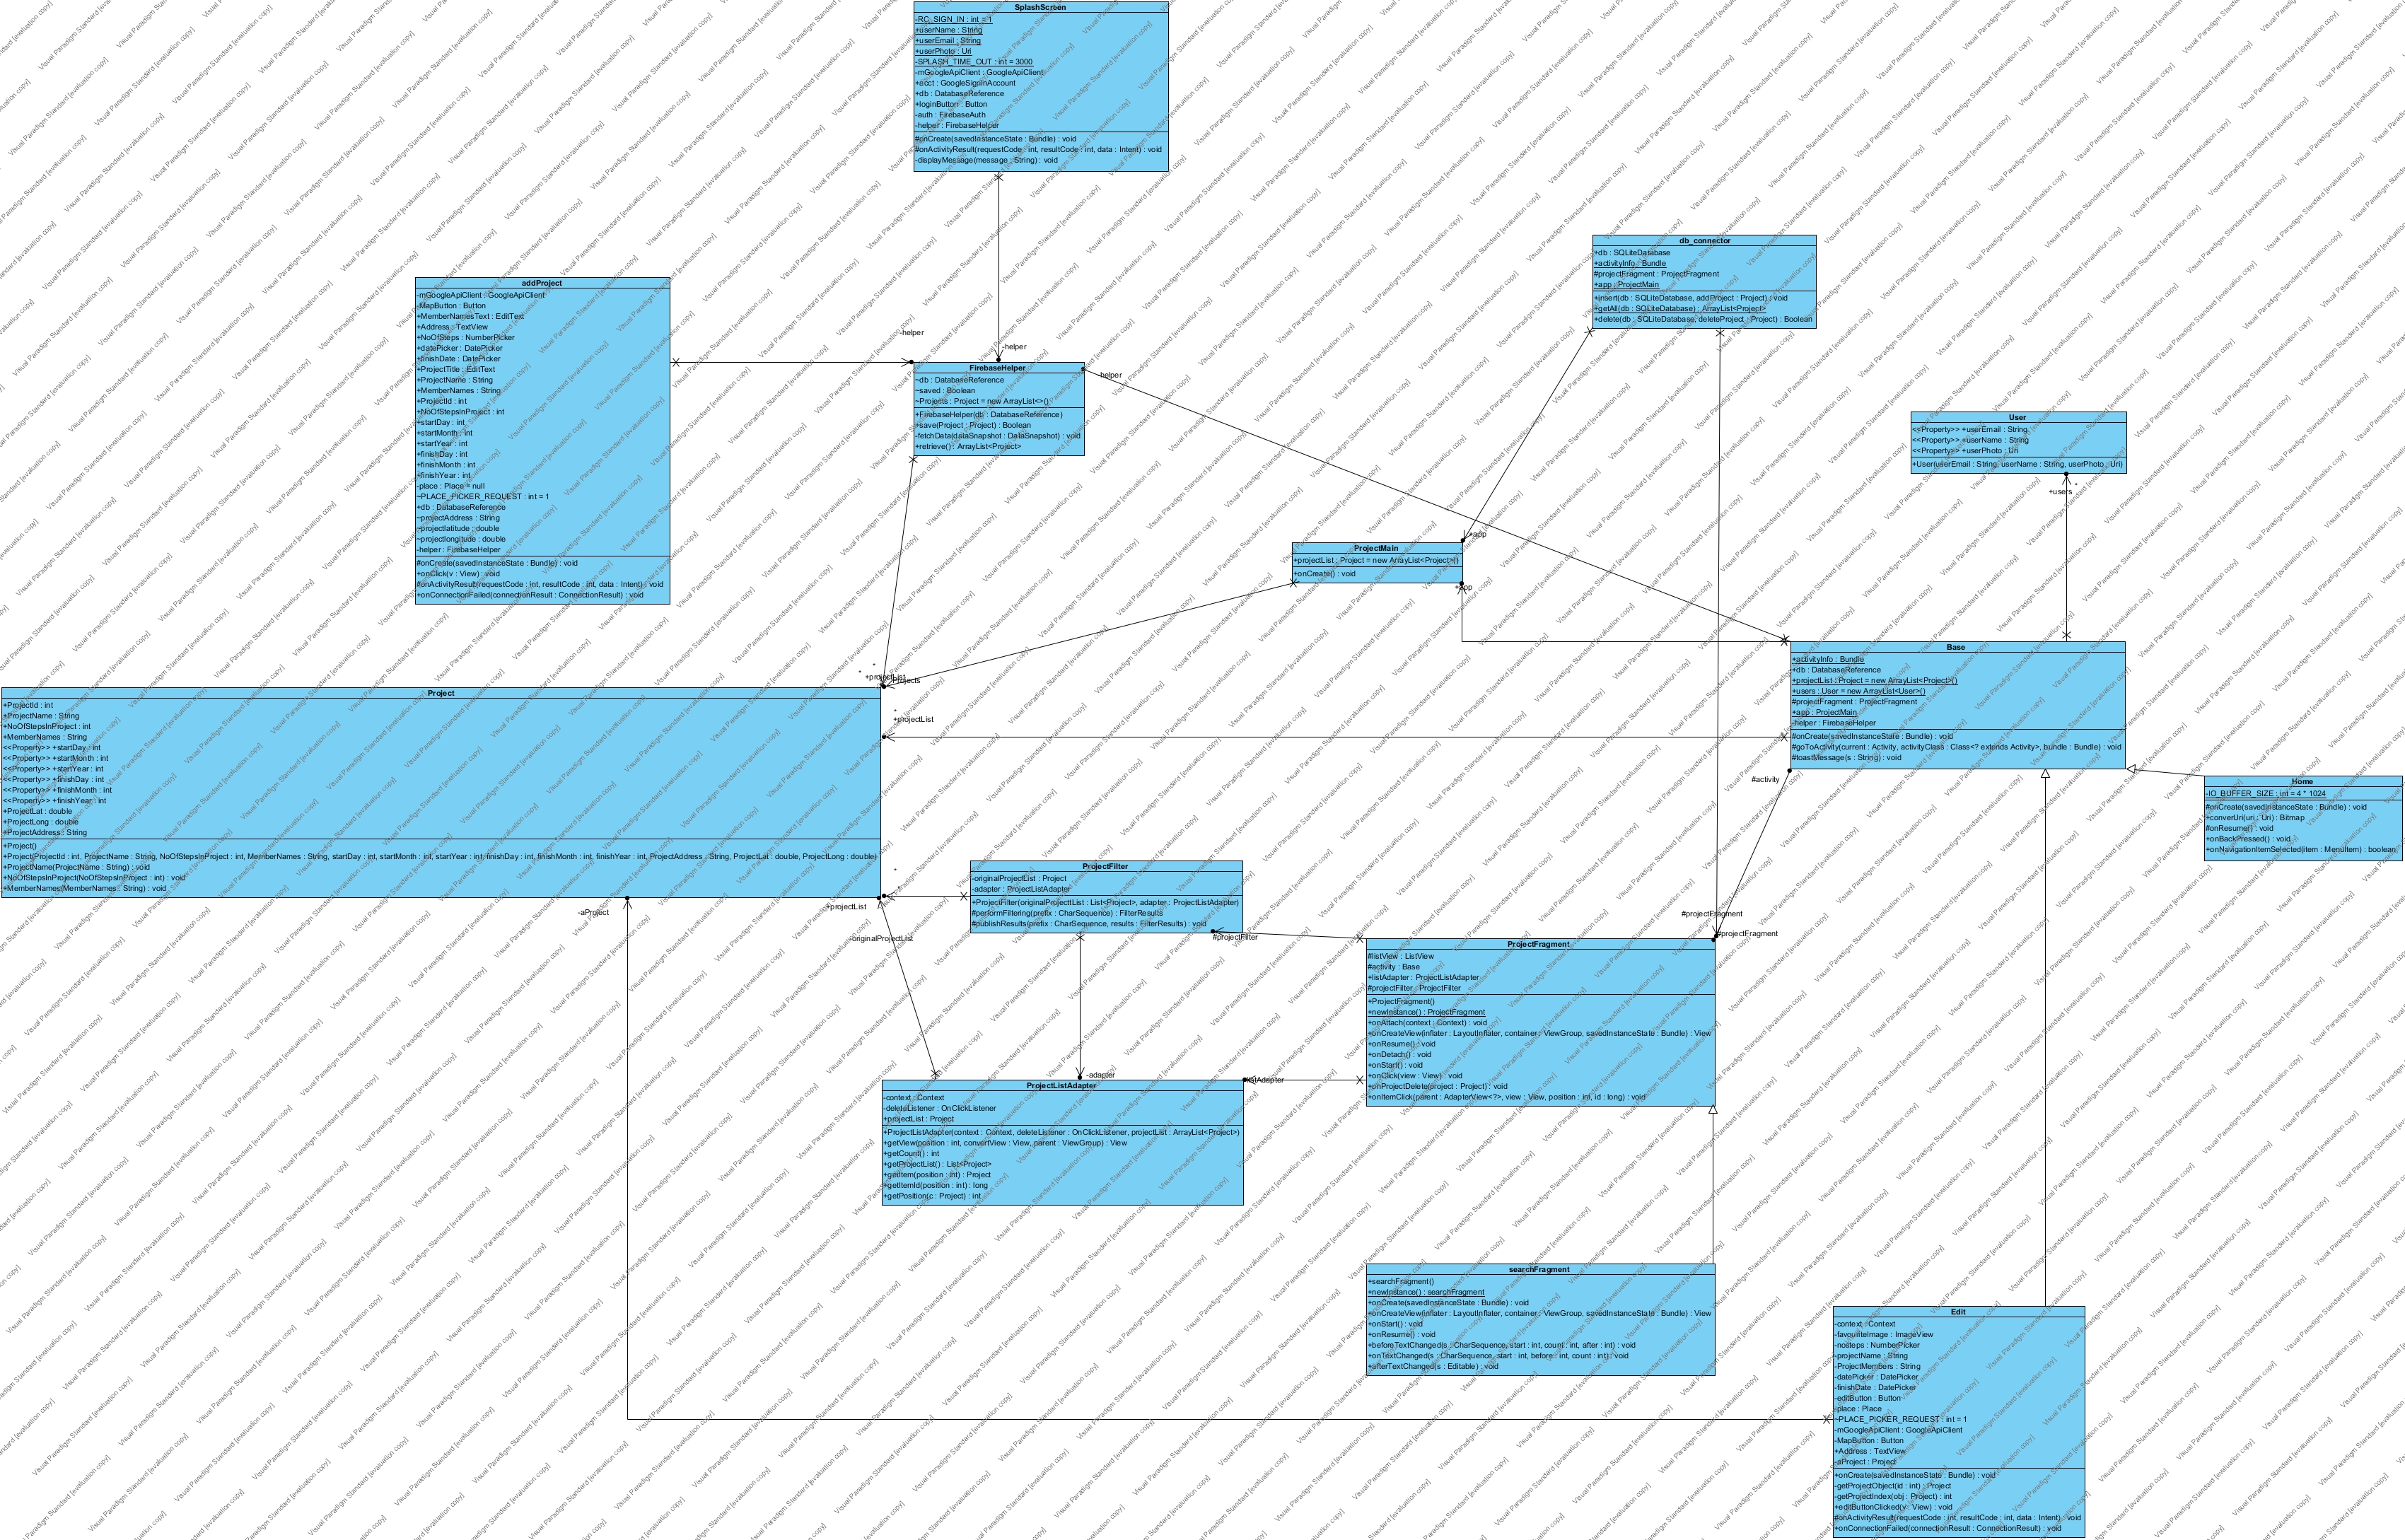 SplashScreen
-RC_SIGN_IN : int = 1
+userName : String
+userEmail : String
+userPhoto : Uri
-SPLASH_TIME_OUT : int = 3000
-mGoogleApiClient : GoogleApiClient
+acct : GoogleSignInAccount
+db : DatabaseReference
+loginButton : Button
-auth : FirebaseAuth
-helper : FirebaseHelper
#onCreate(savedInstanceState : Bundle) : void
#onActivityResult(requestCode : int, resultCode : int, data : Intent) : void
-displayMessage(message : String) : void
db_connector
+db : SQLiteDatabase
+activityInfo : Bundle
#projectFragment : ProjectFragment
+app : ProjectMain
+insert(db : SQLiteDatabase, addProject : Project) : void
+getAll(db : SQLiteDatabase) : ArrayList<Project>
+delete(db : SQLiteDatabase, deleteProject : Project) : Boolean
addProject
-mGoogleApiClient : GoogleApiClient
-MapButton : Button
+MemberNamesText : EditText
+Address : TextView
+NoOfSteps : NumberPicker
+datePicker : DatePicker
+finishDate : DatePicker
+ProjectTitle : EditText
+ProjectName : String
+MemberNames : String
+ProjectId : int
+NoOfStepsInProject : int
+startDay : int
+startMonth : int
+startYear : int
+finishDay : int
+finishMonth : int
+finishYear : int
-place : Place = null
~PLACE_PICKER_REQUEST : int = 1
+db : DatabaseReference
~projectAddress : String
~projectlatitude : double
~projectlongitude : double
-helper : FirebaseHelper
#onCreate(savedInstanceState : Bundle) : void
+onClick(v : View) : void
#onActivityResult(requestCode : int, resultCode : int, data : Intent) : void
+onConnectionFailed(connectionResult : ConnectionResult) : void
-helper
-helper
-helper
FirebaseHelper
~db : DatabaseReference
~saved : Boolean
~Projects : Project = new ArrayList<>()
+FirebaseHelper(db : DatabaseReference)
+save(Project : Project) : Boolean
-fetchData(dataSnapshot : DataSnapshot) : void
+retrieve() : ArrayList<Project>
User
<<Property>> +userEmail : String
<<Property>> +userName : String
<<Property>> +userPhoto : Uri
+User(userEmail : String, userName : String, userPhoto : Uri)
+users
*
+app
ProjectMain
+projectList : Project = new ArrayList<Project>()
+onCreate() : void
+app
Base
+activityInfo : Bundle
+db : DatabaseReference
+projectList : Project = new ArrayList<Project>()
+users : User = new ArrayList<User>()
#projectFragment : ProjectFragment
+app : ProjectMain
-helper : FirebaseHelper
#onCreate(savedInstanceState : Bundle) : void
#goToActivity(current : Activity, activityClass : Class<? extends Activity>, bundle : Bundle) : void
#toastMessage(s : String) : void
* *
+projectList
*
+projectList
Project
+ProjectId : int
+ProjectName : String
+NoOfStepsInProject : int
+MemberNames : String
<<Property>> +startDay : int
<<Property>> +startMonth : int
<<Property>> +startYear : int
<<Property>> +finishDay : int
<<Property>> +finishMonth : int
<<Property>> +finishYear : int
+ProjectLat : double
+ProjectLong : double
+ProjectAddress : String
+Project()
+Project(ProjectId : int, ProjectName : String, NoOfStepsInProject : int, MemberNames : String, startDay : int, startMonth : int, startYear : int, finishDay : int, finishMonth : int, finishYear : int, ProjectAddress : String, ProjectLat : double, ProjectLong : double)
+ProjectName(ProjectName : String) : void
+NoOfStepsInProject(NoOfStepsInProject : int) : void
+MemberNames(MemberNames : String) : void
#activity
Home
-IO_BUFFER_SIZE : int = 4 * 1024
#onCreate(savedInstanceState : Bundle) : void
+converUri(uri : Uri) : Bitmap
#onResume() : void
+onBackPressed() : void
+onNavigationItemSelected(item : MenuItem) : boolean
ProjectFilter
-originalProjectList : Project
-adapter : ProjectListAdapter
+ProjectFilter(originalProjecttList : List<Project>, adapter : ProjectListAdapter)
#performFiltering(prefix : CharSequence) : FilterResults
#publishResults(prefix : CharSequence, results : FilterResults) : void
*
*
+projectList
-aProject
-originalProjectList
#projectFilter
#projectFragment
#projectFragment
ProjectFragment
#listView : ListView
#activity : Base
+listAdapter : ProjectListAdapter
#projectFilter : ProjectFilter
+ProjectFragment()
+newInstance() : ProjectFragment
+onAttach(context : Context) : void
+onCreateView(inflater : LayoutInflater, container : ViewGroup, savedInstanceState : Bundle) : View
+onResume() : void
+onDetach() : void
+onStart() : void
+onClick(view : View) : void
+onProjectDelete(project : Project) : void
+onItemClick(parent : AdapterView<?>, view : View, position : int, id : long) : void
-adapter
ProjectListAdapter
-context : Context
-deleteListener : OnClickListener
+projectList : Project
+ProjectListAdapter(context : Context, deleteListener : OnClickListener, projectList : ArrayList<Project>)
+getView(position : int, convertView : View, parent : ViewGroup) : View
+getCount() : int
+getProjectList() : List<Project>
+getItem(position : int) : Project
+getItemId(position : int) : long
+getPosition(c : Project) : int
searchFragment
+searchFragment()
+newInstance() : searchFragment
+onCreate(savedInstanceState : Bundle) : void
+onCreateView(inflater : LayoutInflater, container : ViewGroup, savedInstanceState : Bundle) : View
+onStart() : void
+onResume() : void
+beforeTextChanged(s : CharSequence, start : int, count : int, after : int) : void
+onTextChanged(s : CharSequence, start : int, before : int, count : int) : void
+afterTextChanged(s : Editable) : void
Edit
-context : Context
-favouriteImage : ImageView
-nosteps : NumberPicker
-projectName : String
-ProjectMembers : String
-datePicker : DatePicker
-finishDate : DatePicker
-editButton : Button
-place : Place
~PLACE_PICKER_REQUEST : int = 1
-mGoogleApiClient : GoogleApiClient
-MapButton : Button
+Address : TextView
-aProject : Project
+onCreate(savedInstanceState : Bundle) : void
-getProjectObject(id : int) : Project
-getProjectIndex(obj : Project) : int
+editButtonClicked(v : View) : void
#onActivityResult(requestCode : int, resultCode : int, data : Intent) : void
+onConnectionFailed(connectionResult : ConnectionResult) : void
Visual Paradigm Standard [evaluation copy]